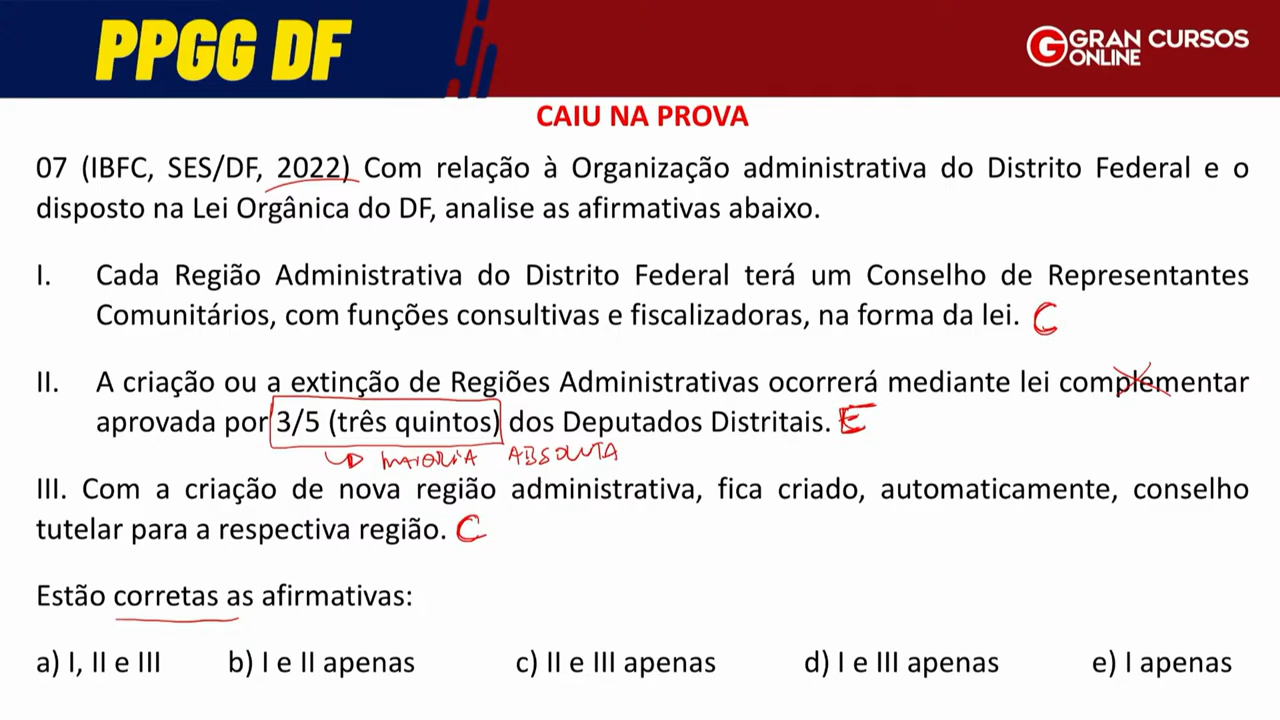 PPGG DF
GRAN CURSOS
ONLINE
CAIU NA PROVA
07 (IBFC, SES/DF, 2022) Com relação à Organização administrativa do Distrito Federal e o
disposto na Lei Orgânica do DF, analise as afirmativas abaixo.
I. Cada Região Administrativa do Distrito Federal terá um Conselho de Representantes
Comunitários, com funções consultivas e fiscalizadoras, na forma da lei. C
II. A criação ou a extinção de Regiões Administrativas ocorrerá mediante lei complementar
aprovada por 3/5 (três quintos) dos Deputados Distritais. E
MAIORIA ABSOLUTA
III. Com a criação de nova região administrativa, fica criado, automaticamente, conselho
tutelar para a respectiva região. C
Estão corretas as afirmativas:
a) I, II e III b) I e II apenas c) II e III apenas d) I e III apenas e) I apenas